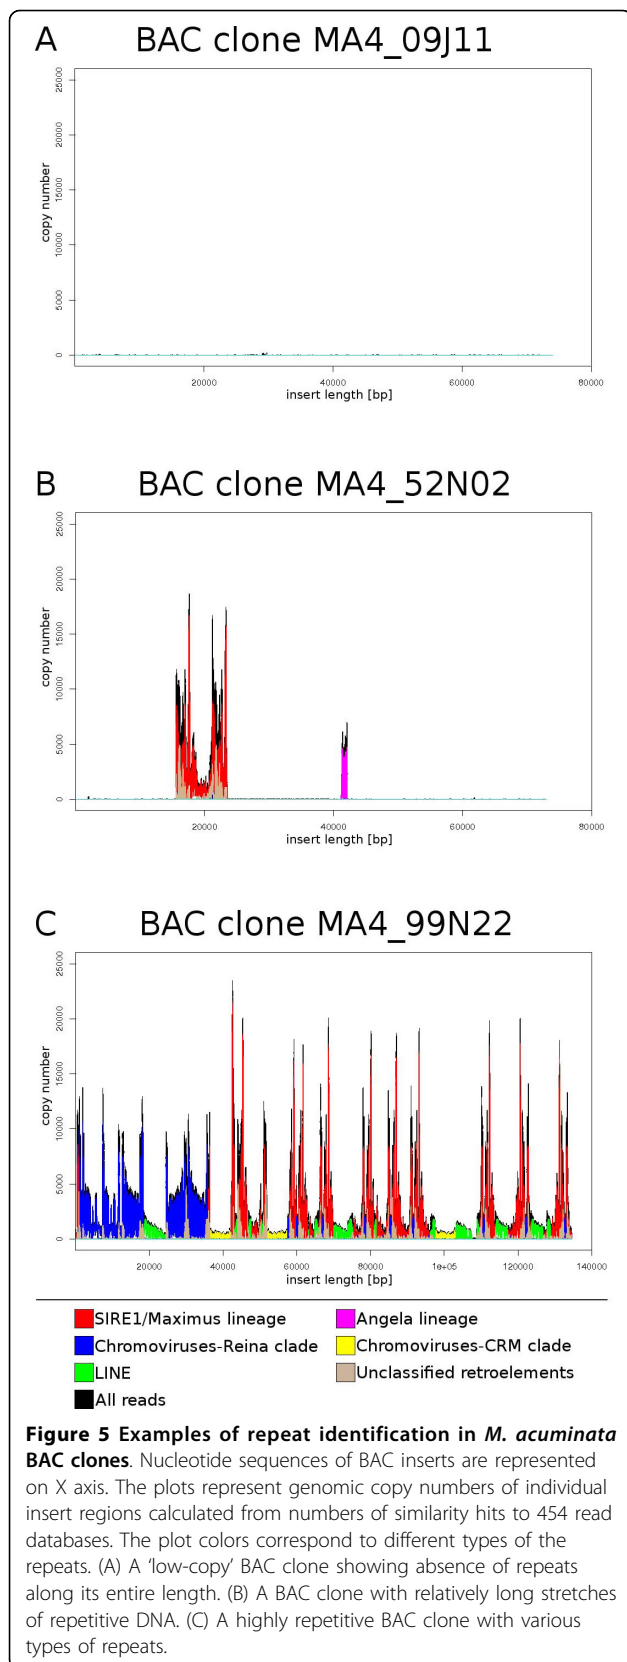 A BAC clone MA4_09J11
25000
20000
15000
10000
5000
0
copy number
20000 40000 60000 80000
insert length [bp]
B BAC clone MA4_52N02
25000
20000
15000
10000
5000
0
copy number
20000 40000 60000 80000
insert length [bp]
C BAC clone MA4_99N22
25000
20000
15000
10000
5000
0
copy number
20000 40000 60000 80000 1e+05 120000 140000
insert length [bp]
SIRE1/Maximus lineage Angela lineage
Chromoviruses-Reina clade Chromoviruses-CRM clade
LINE Unclassified retroelements
All reads
Figure 5 Examples of repeat identification in M. acuminata
BAC clones. Nucleotide sequences of BAC inserts are represented
on X axis. The plots represent genomic copy numbers of individual
insert regions calculated from numbers of similarity hits to 454 read
databases. The plot colors correspond to different types of the
repeats. (A) A ‘low-copy’ BAC clone showing absence of repeats
along its entire length. (B) A BAC clone with relatively long stretches
of repetitive DNA. (C) A highly repetitive BAC clone with various
types of repeats.